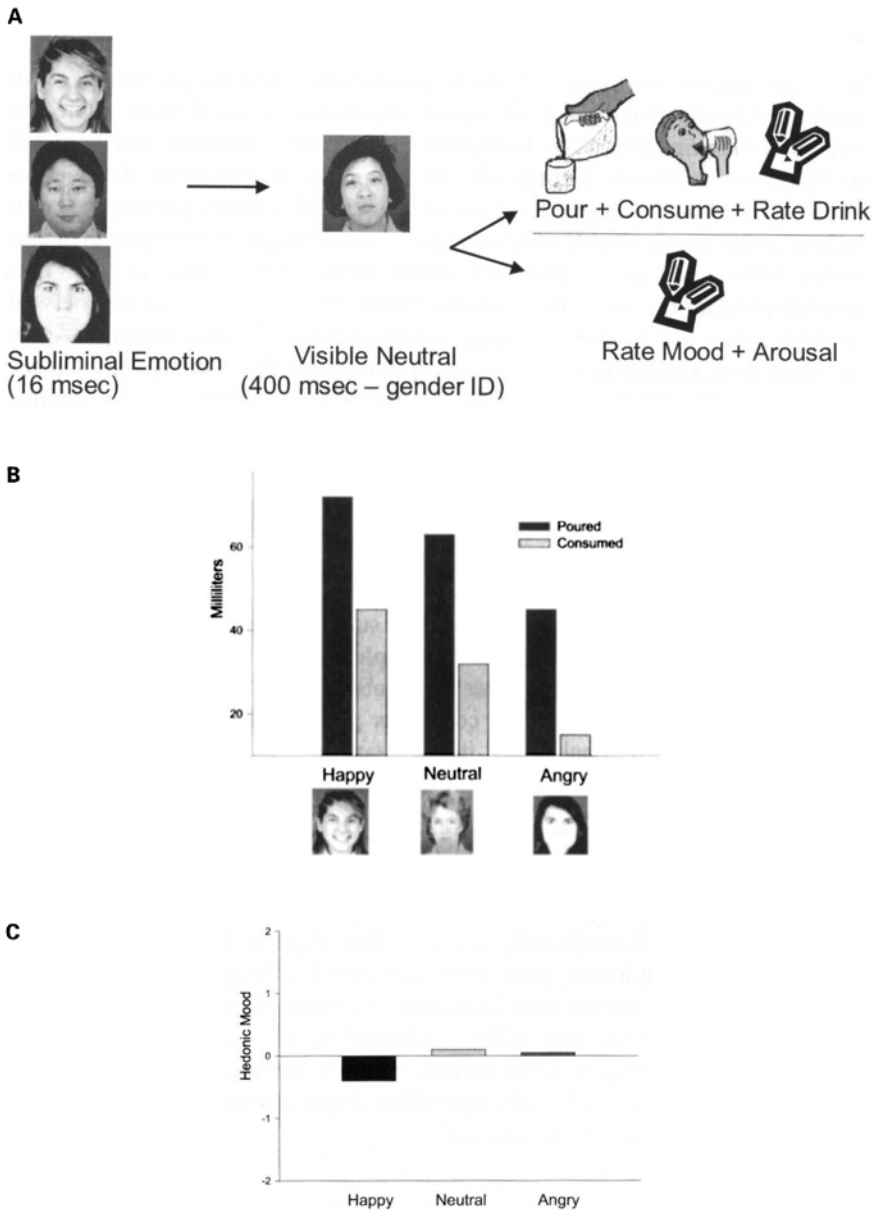 A
Pour + Consume + Rate Drink
Rate Mood + Arousal
Subliminal Emotion
(16 msec)
Visible Neutral
(400 msec – gender ID)
B
Milliliters
60
40
20
Poured
Consumed
Happy
Neutral
Angry
C
Hedonic Mood
2
1
0
-1
-2
Happy
Neutral
Angry